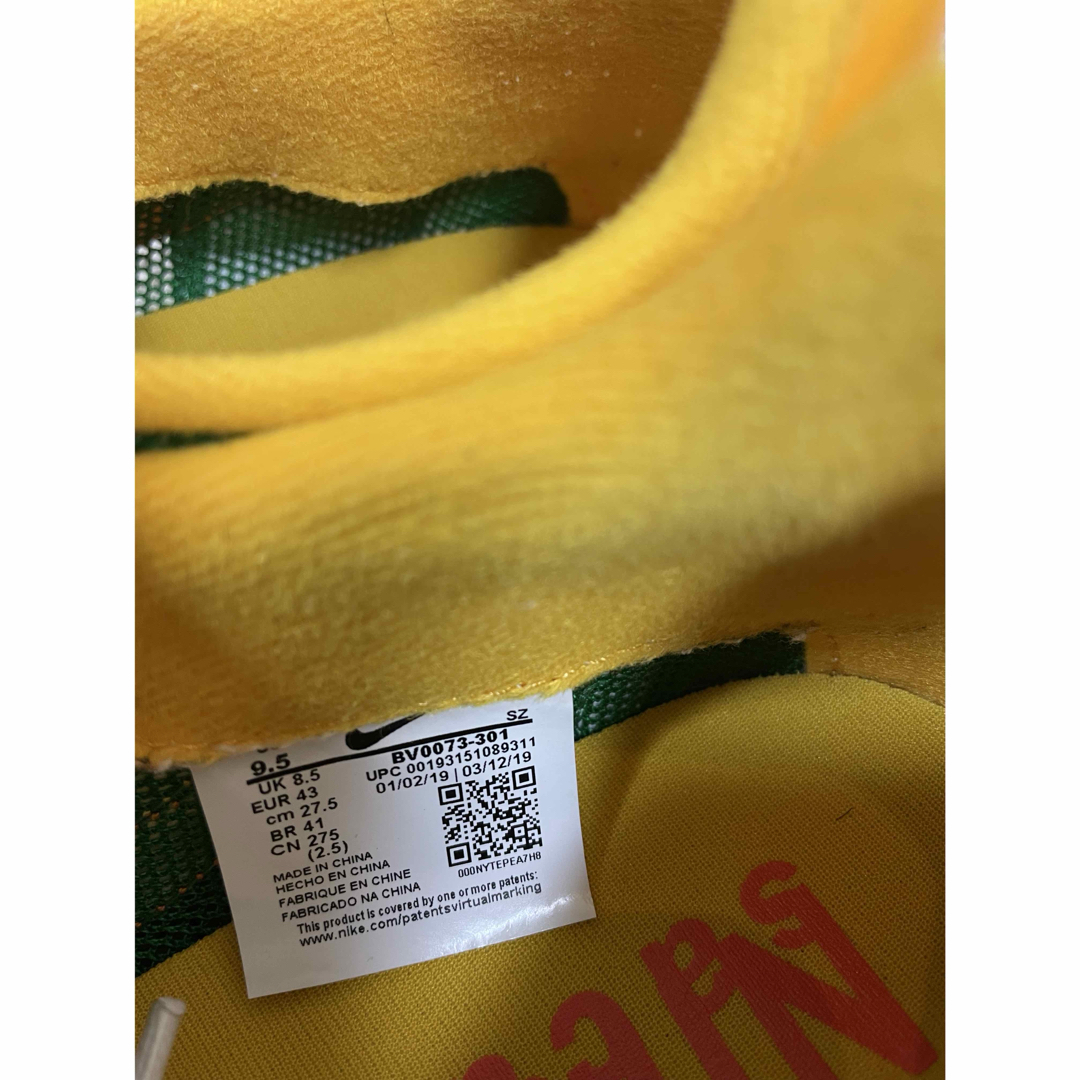 SZ
9.5
BV0073-301
UK 8.5
UPC 00193151089311
EUR 43
01/02/19 | 03/12/19
cm 27.5
BR 41
CN 275
(2.5)
000NYTEPEA7H8
MADE IN CHINA
HECHO EN CHINA
FABRIQUE EN CHINE
FABRICADO NA CHINA
This product is covered by one or more patents:
www.nike.com/patentsvirtualmarking